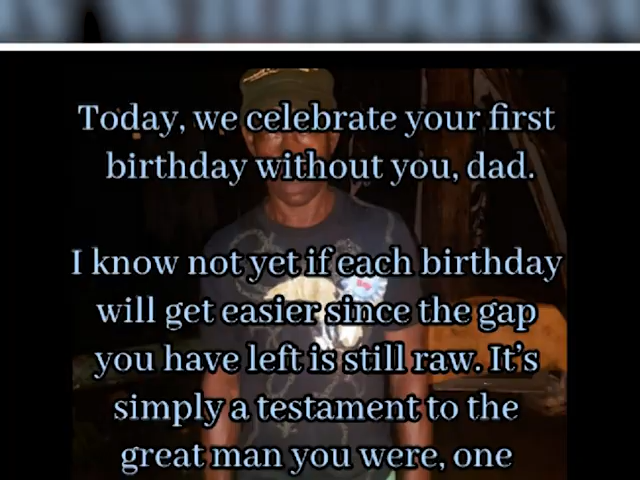 Today, we celebrate your first
birthday without you, dad.
I know not yet if each birthday
will get easier since the gap
you have left is still raw. It's
simply a testament to the
great man you were, one